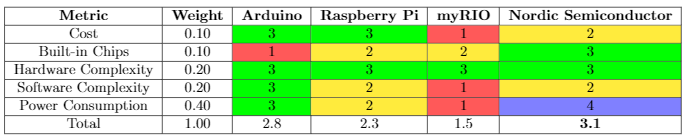 Metric Weight Arduino Raspberry Pi myRIO Nordic Semiconductor
Cost 0.10 3 3 1 2
Built-in Chips 0.10 1 2 2 3
Hardware Complexity 0.20 3 3 3 3
Software Complexity 0.20 3 2 1 2
Power Consumption 0.40 3 2 1 4
Total 1.00 2.8 2.3 1.5 3.1